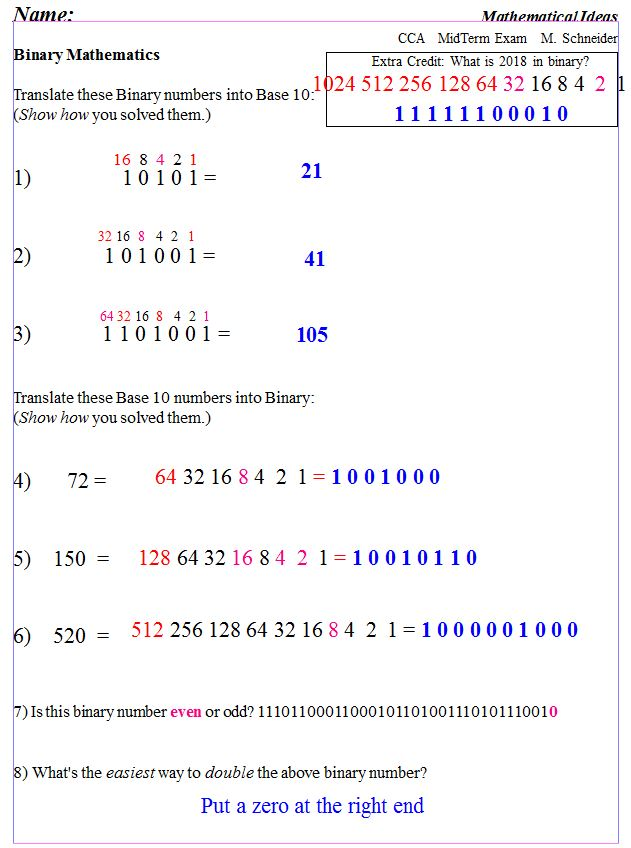 Name: Mathematical Ideas
CCA MidTerm Exam M. Schneider
Binary Mathematics
Extra Credit: What is 2018 in binary?
1024 512 256 128 64 32 16 8 4 2 1
Translate these Binary numbers into Base 10:
(Show how you solved them.)
1 1 1 1 1 1 0 0 0 1 0
16 8 4 2 1
1) 1 0 1 0 1 = 21
32 16 8 4 2 1
2) 1 0 1 0 0 1 = 41
64 32 16 8 4 2 1
3) 1 1 0 1 0 0 1 = 105
Translate these Base 10 numbers into Binary:
(Show how you solved them.)
4) 72 = 64 32 16 8 4 2 1 = 1 0 0 1 0 0 0
5) 150 = 128 64 32 16 8 4 2 1 = 1 0 0 1 0 1 1 0
6) 520 = 512 256 128 64 32 16 8 4 2 1 = 1 0 0 0 0 0 1 0 0 0
7) Is this binary number even or odd? 111011000110001011010011101011110010
8) What's the easiest way to double the above binary number?
Put a zero at the right end